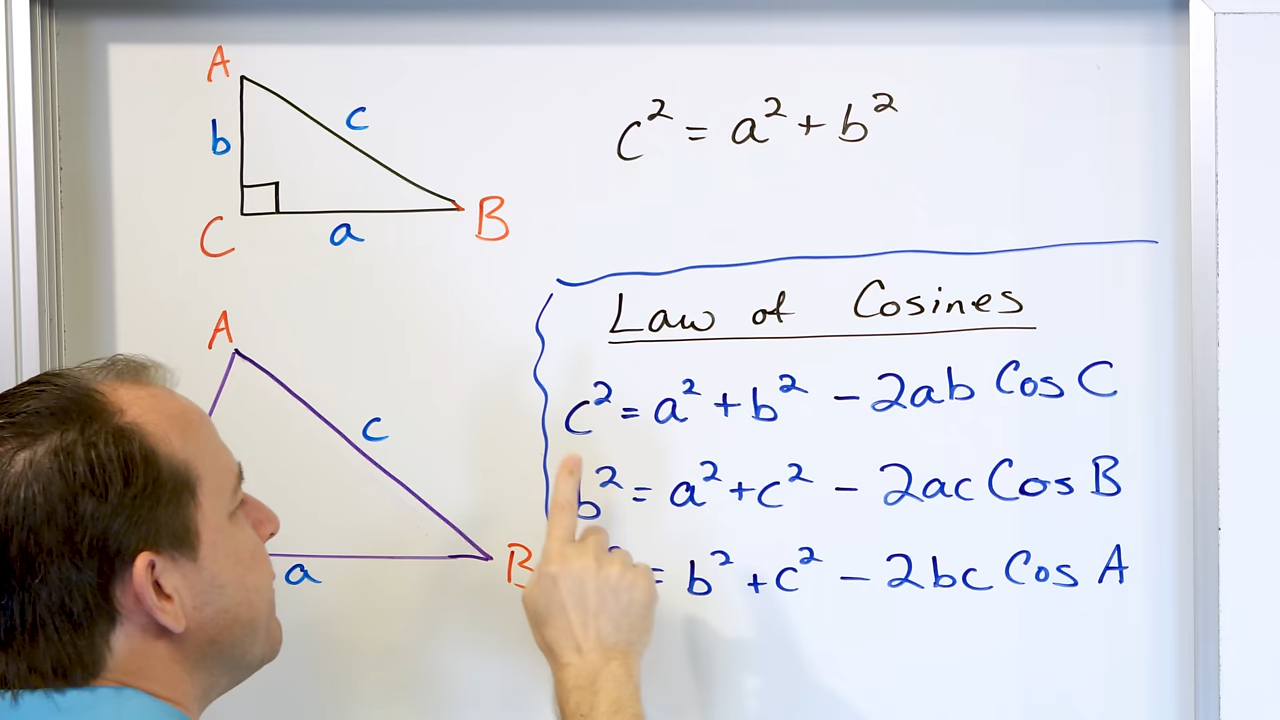 A
b
c
C
a
B
c² = a² + b²
Law of Cosines
c² = a² + b² - 2ab Cos C
b² = a² + c² - 2ac Cos B
= b² + c² - 2bc Cos A
A
c
a
B